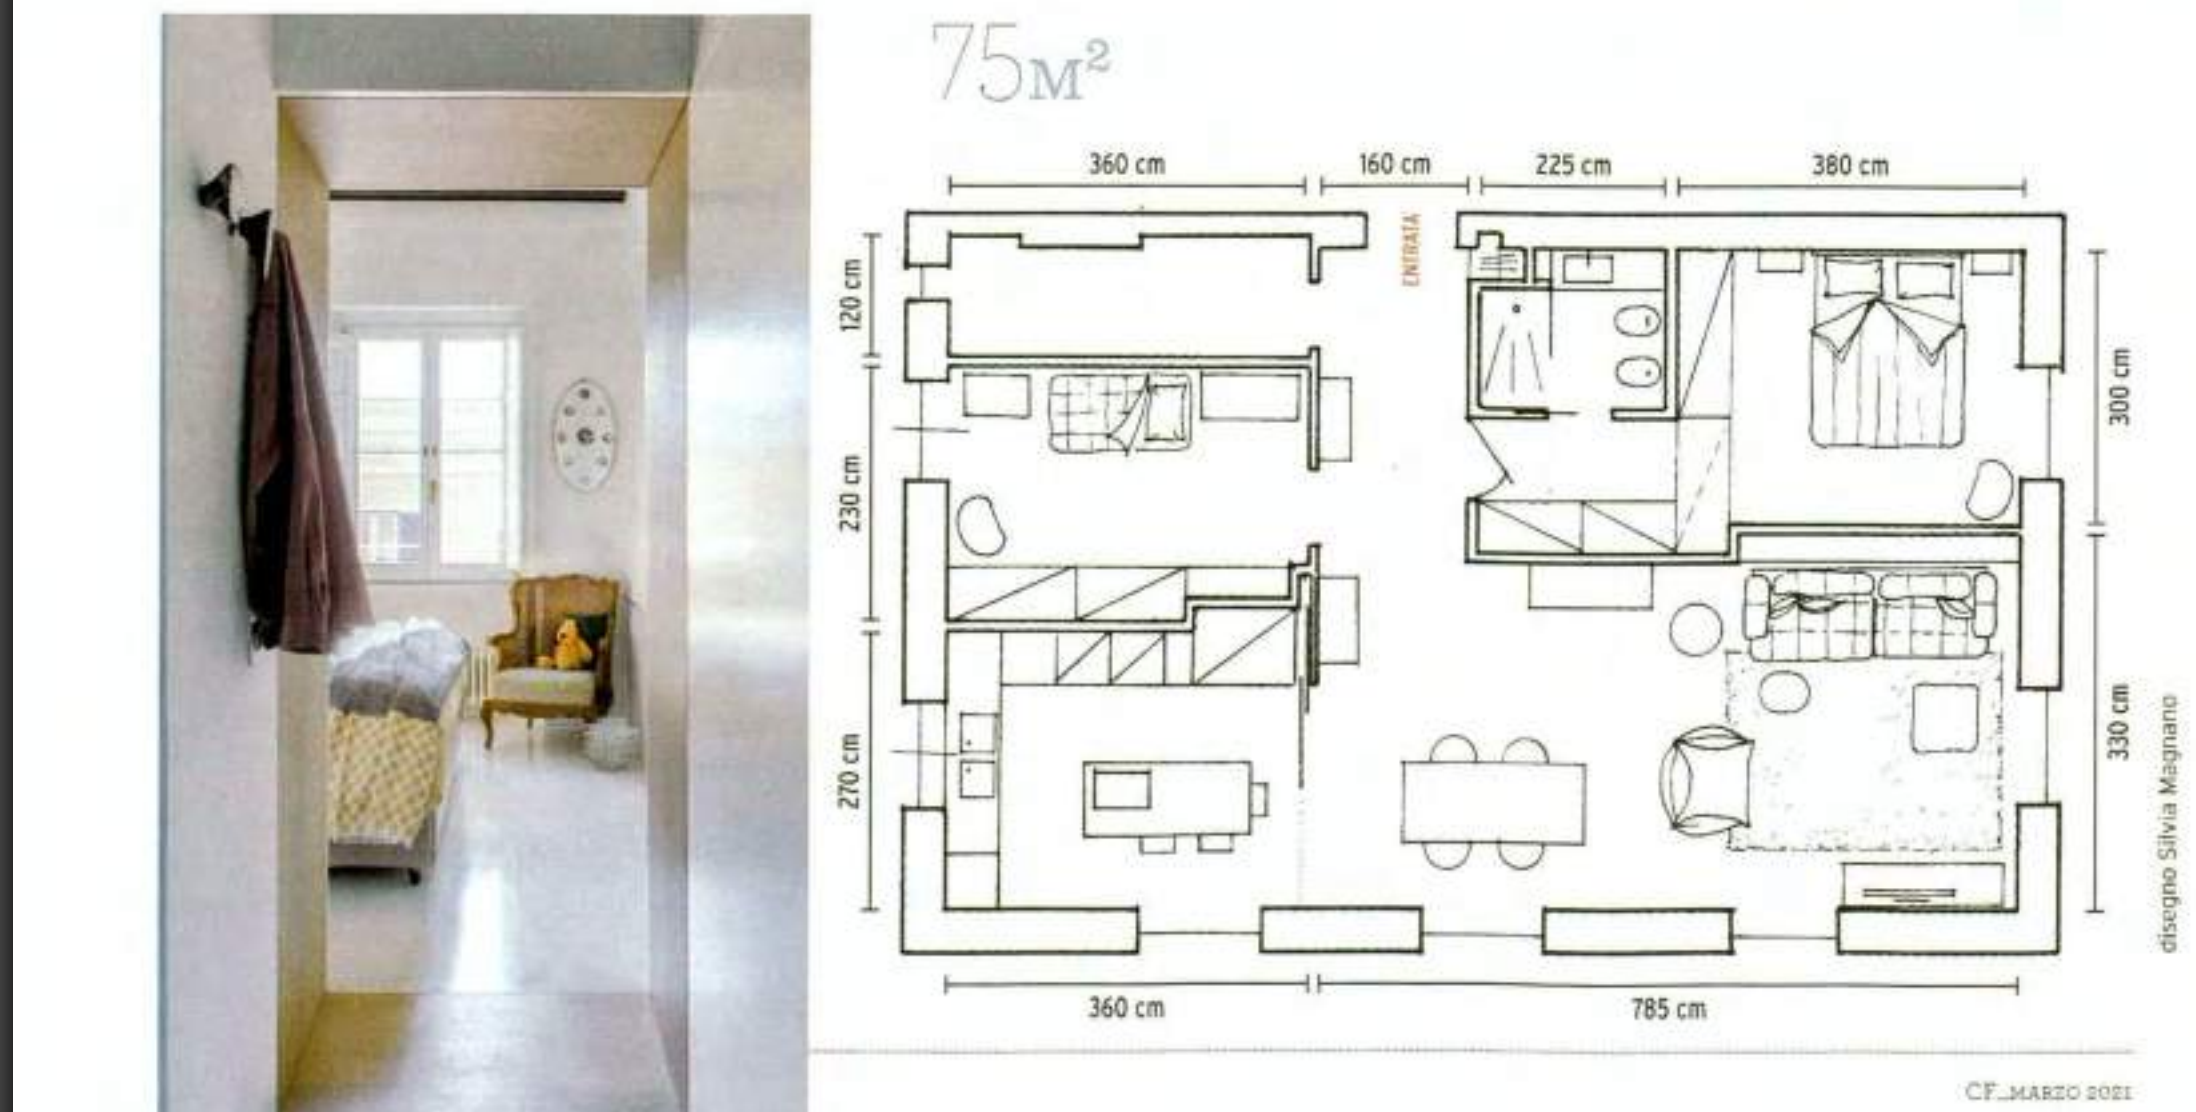 75M²
360 cm
160 cm
225 cm
380 cm
ENTRATA
120 cm
230 cm
270 cm
300 cm
330 cm
360 cm
785 cm
disegno Silvia Magnano
CF_MARZO 2021